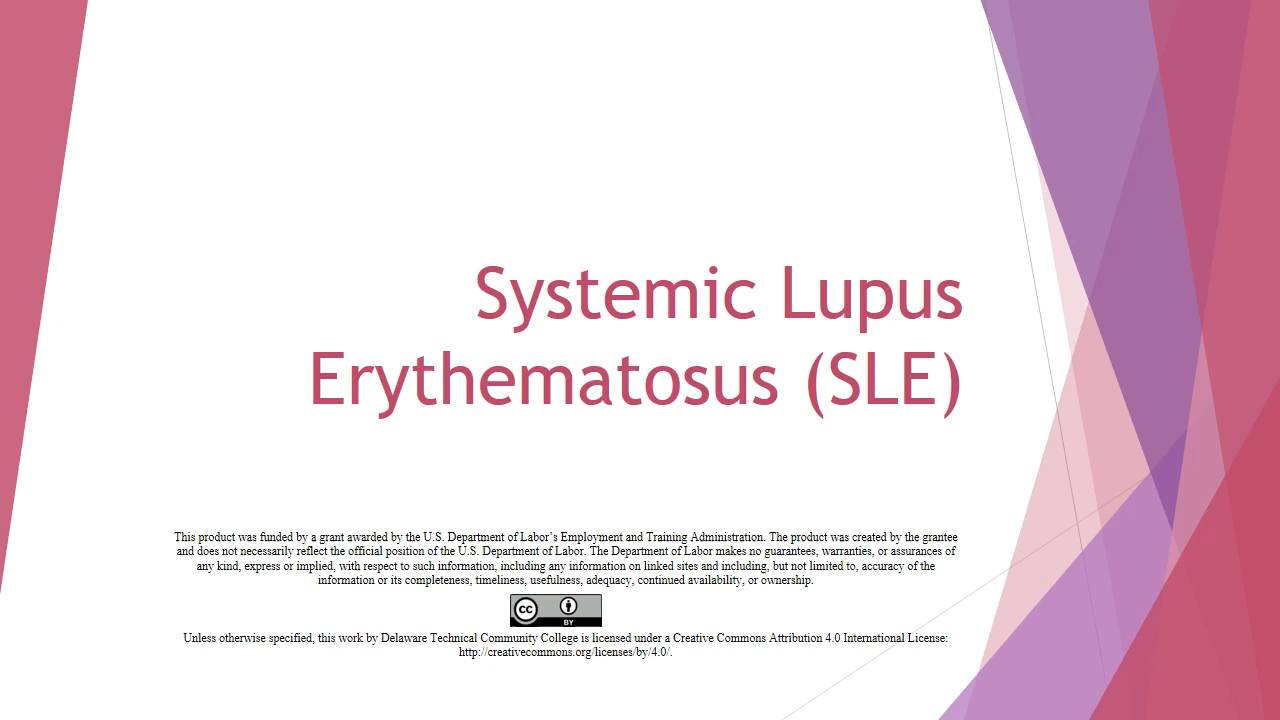 Systemic Lupus
Erythematosus (SLE)
This product was funded by a grant awarded by the U.S. Department of Labor’s Employment and Training Administration. The product was created by the grantee
and does not necessarily reflect the official position of the U.S. Department of Labor. The Department of Labor makes no guarantees, warranties, or assurances of
any kind, express or implied, with respect to such information, including any information on linked sites and including, but not limited to, accuracy of the
information or its completeness, timeliness, usefulness, adequacy, continued availability, or ownership.
cc BY
Unless otherwise specified, this work by Delaware Technical Community College is licensed under a Creative Commons Attribution 4.0 International License:
http://creativecommons.org/licenses/by/4.0/.